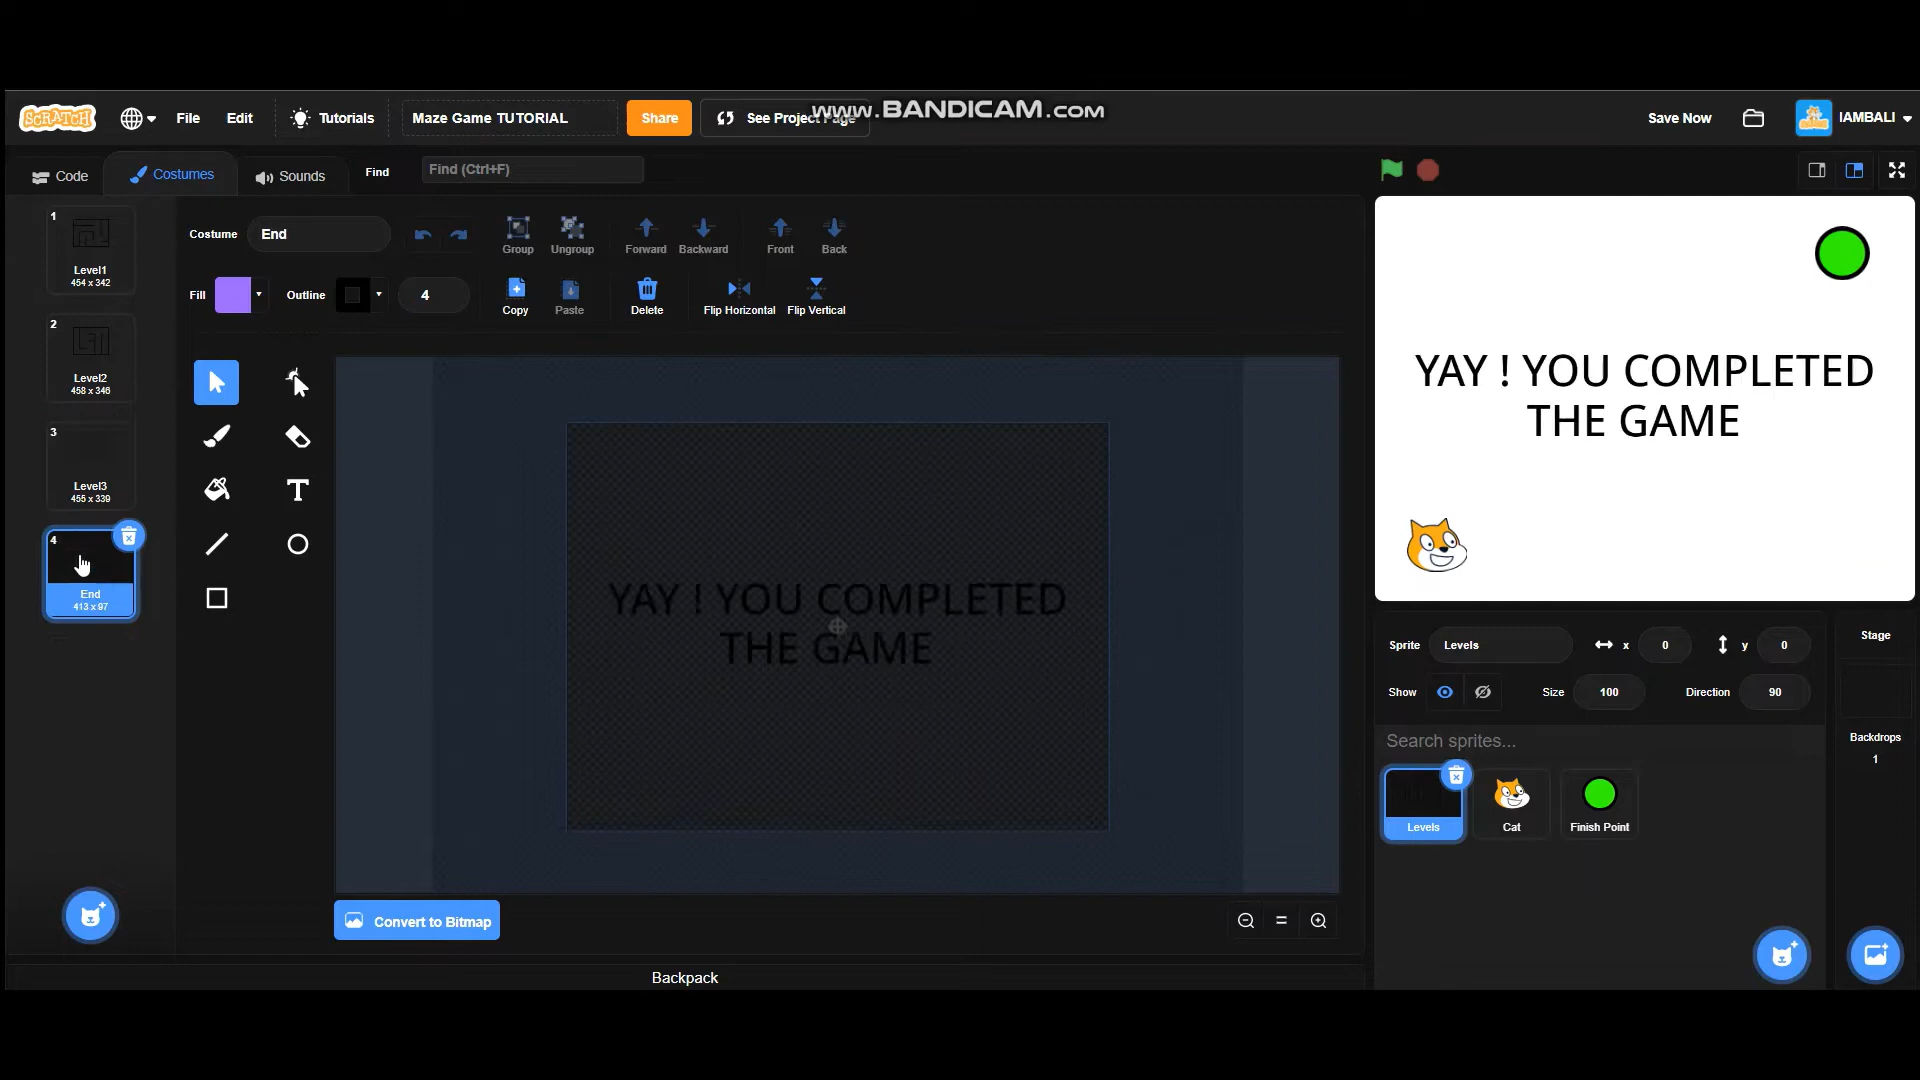 www.BANDICAM.com
SCRATCH File Edit Tutorials Maze Game TUTORIAL Share See Project Page Save Now IAMBALI
Code Costumes Sounds Find Find (Ctrl+F)
1
Level1
454 x 342
2
Level2
458 x 346
3
Level3
455 x 339
4
End
413 x 97
Costume End
Group Ungroup Forward Backward Front Back
Fill Outline 4
Copy Paste Delete Flip Horizontal Flip Vertical
T
YAY ! YOU COMPLETED
THE GAME
Convert to Bitmap
Backpack
YAY ! YOU COMPLETED
THE GAME
Sprite Levels x 0 y 0
Show Size 100 Direction 90
Search sprites...
Levels Cat Finish Point
Stage
Backdrops
1